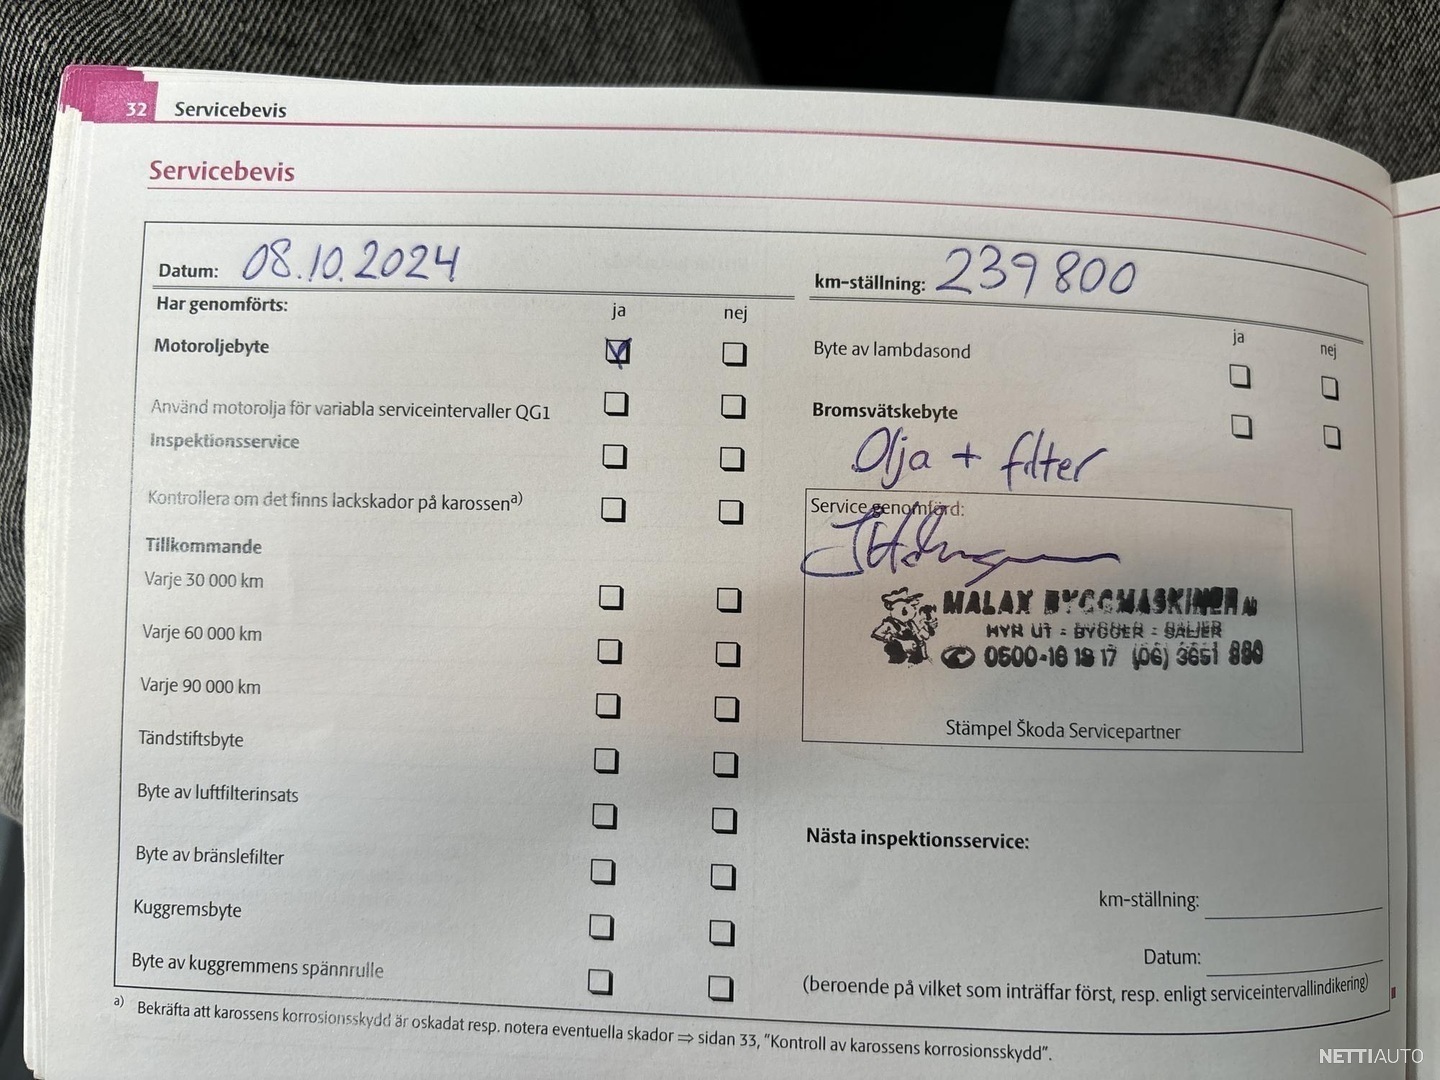 32 Servicebevis
Servicebevis
Datum: 08.10.2024
km-ställning: 239 800
Har genomförts:
ja nej
Motoroljebyte
Använd motorolja för variabla serviceintervaller QG1
Inspektionsservice
Kontrollera om det finns lackskador på karossen a)
Tillkommande
Varje 30 000 km
Varje 60 000 km
Varje 90 000 km
Tändstiftsbyte
Byte av luftfilterinsats
Byte av bränslefilter
Kuggremsbyte
Byte av kuggremmens spännrulle
ja nej
Byte av lambdasond
Bromsvätskebyte
Olja + filter
Service genomförd:
MALAX BYGGMASKINER AB
HYR UT - BYGGER - SÄLJER
0500-16 18 17 (06) 3651 880
Stämpel Škoda Servicepartner
Nästa inspektionsservice:
km-ställning:
Datum:
(beroende på vilket som inträffar först, resp. enligt serviceintervallindikering)
a) Bekräfta att karossens korrosionsskydd är oskadat resp. notera eventuella skador ⇒ sidan 33, "Kontroll av karossens korrosionsskydd".
NETTIAUTO